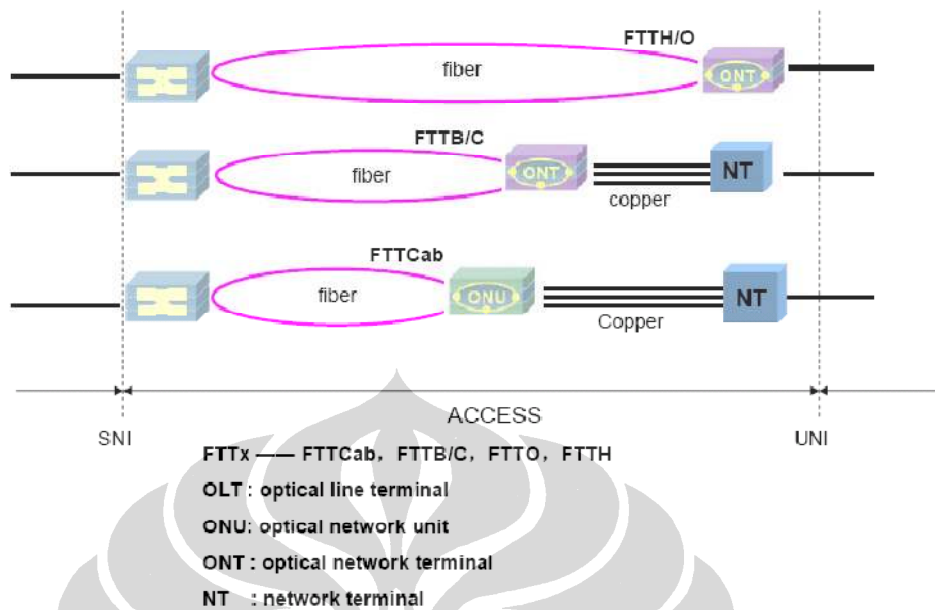 FTTH/O
fiber
ONT
FTTB/C
fiber
ONT
NT
copper
FTTCab
fiber
ONU
NT
Copper
ACCESS
SNI
UNI
FTTx —— FTTCab, FTTB/C, FTTO, FTTH
OLT : optical line terminal
ONU: optical network unit
ONT : optical network terminal
NT : network terminal